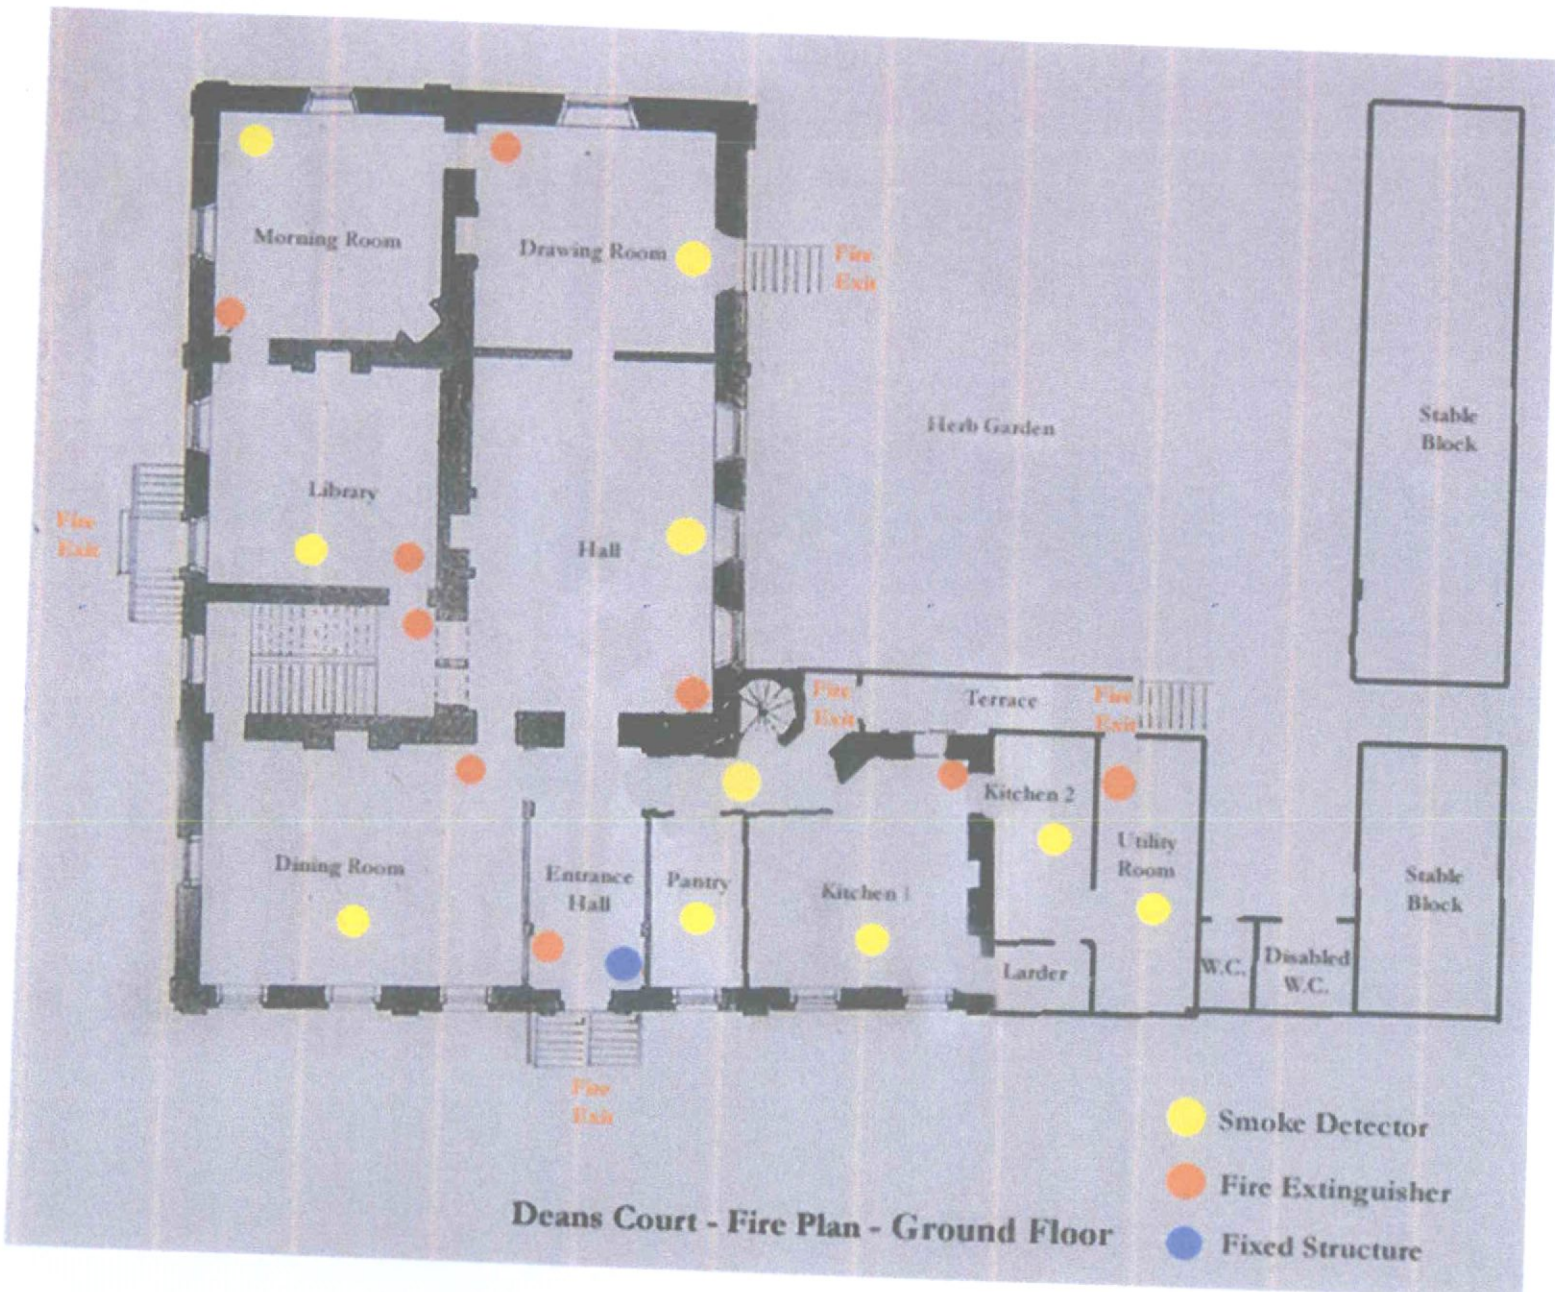 Morning Room
Drawing Room
Fire
Exit
Herb Garden
Stable
Block
Library
Fire
Exit
Hall
Fire
Exit
Terrace
Fire
Exit
Kitchen 2
Utility
Room
Dining Room
Entrance
Hall
Pantry
Kitchen 1
Stable
Block
Larder
W.C.
Disabled
W.C.
Fire
Exit
Smoke Detector
Fire Extinguisher
Fixed Structure
Deans Court - Fire Plan - Ground Floor